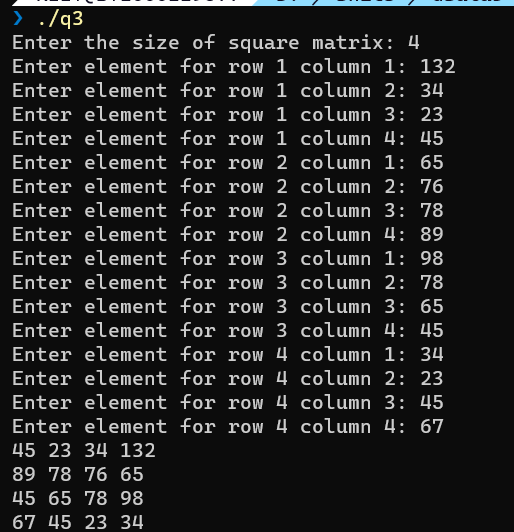 ❯ ./q3
Enter the size of square matrix: 4
Enter element for row 1 column 1: 132
Enter element for row 1 column 2: 34
Enter element for row 1 column 3: 23
Enter element for row 1 column 4: 45
Enter element for row 2 column 1: 65
Enter element for row 2 column 2: 76
Enter element for row 2 column 3: 78
Enter element for row 2 column 4: 89
Enter element for row 3 column 1: 98
Enter element for row 3 column 2: 78
Enter element for row 3 column 3: 65
Enter element for row 3 column 4: 45
Enter element for row 4 column 1: 34
Enter element for row 4 column 2: 23
Enter element for row 4 column 3: 45
Enter element for row 4 column 4: 67
45 23 34 132
89 78 76 65
45 65 78 98
67 45 23 34